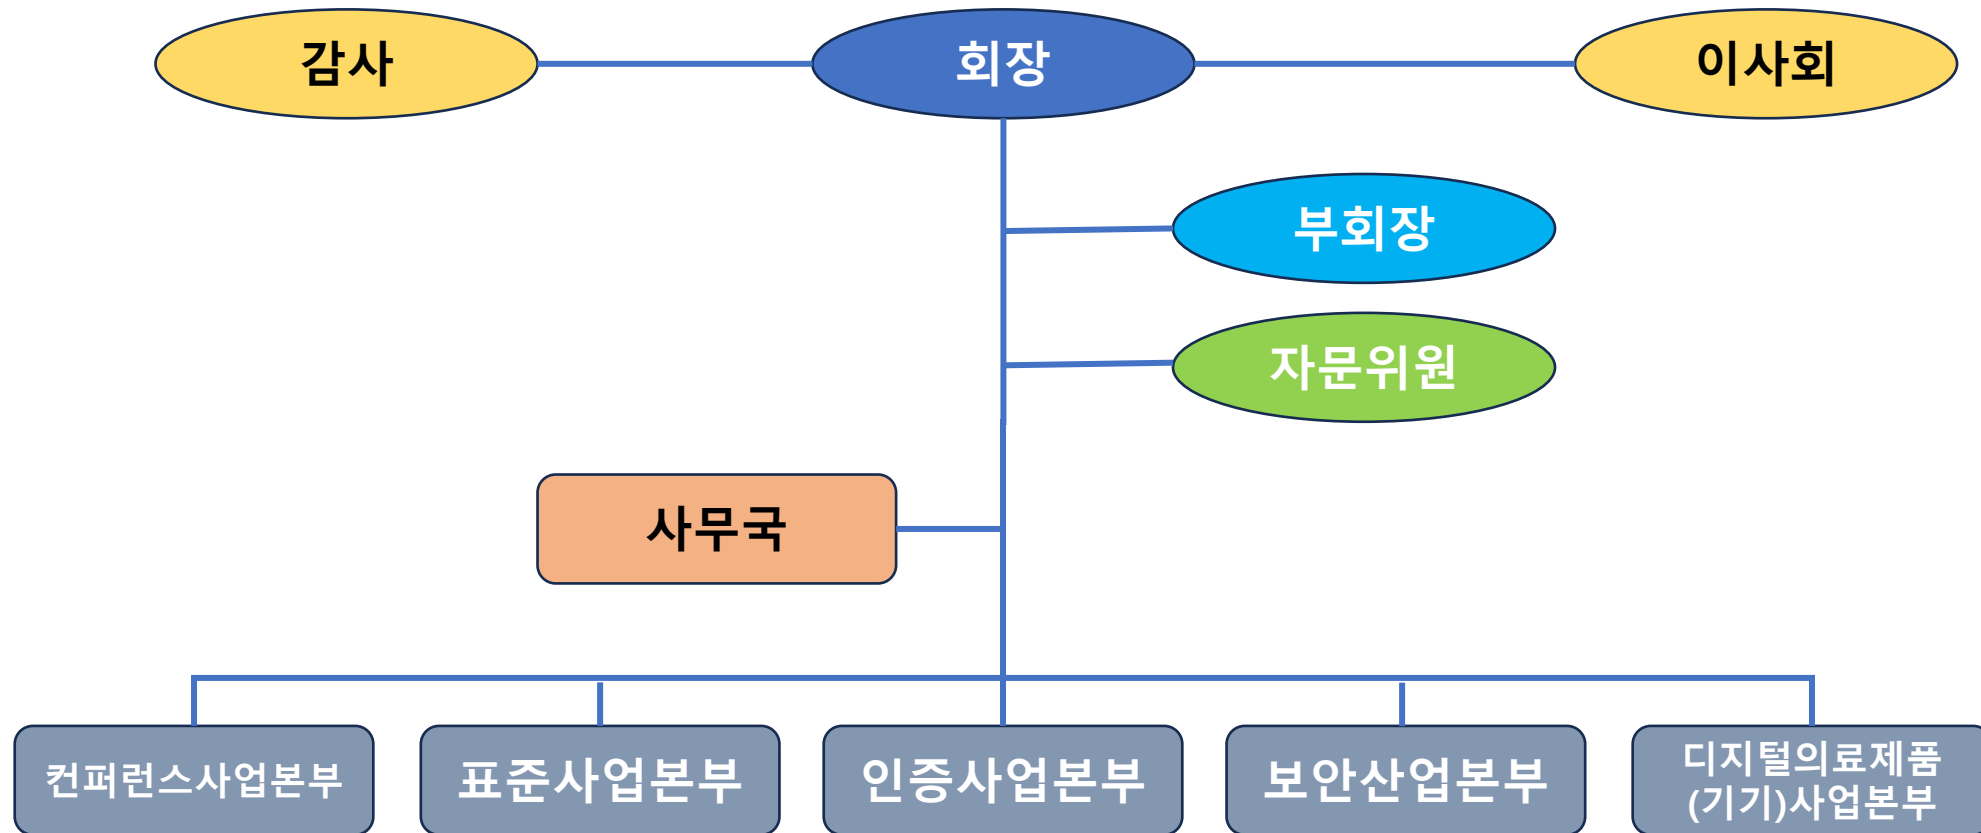 감사
회장
이사회
부회장
자문위원
사무국
컨퍼런스사업본부
표준사업본부
인증사업본부
보안산업본부
디지털의료제품
(기기)사업본부